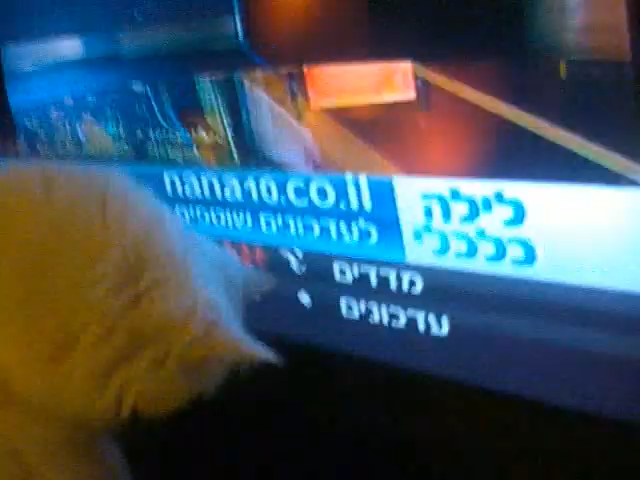 nana10.co.il
לעדכונים שוטפים
לילה
כלכלי
מדדים
עדכונים